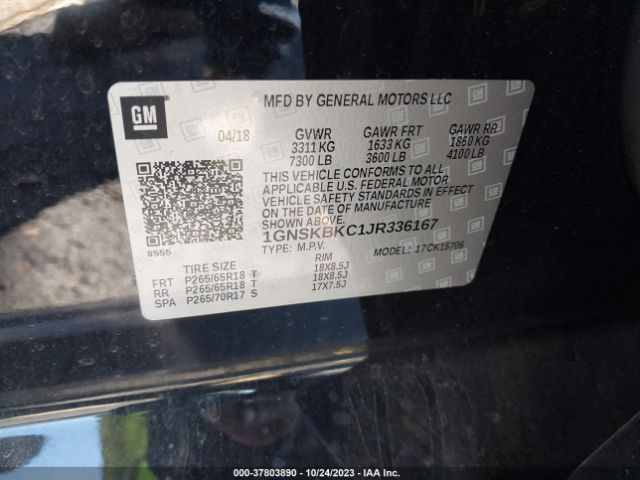 GM
MFD BY GENERAL MOTORS LLC
04/18 GVWR GAWR FRT GAWR RR
3311 KG 1633 KG 1860 KG
7300 LB 3600 LB 4100 LB
THIS VEHICLE CONFORMS TO ALL
APPLICABLE U.S. FEDERAL MOTOR
VEHICLE SAFETY STANDARDS IN EFFECT
ON THE DATE OF MANUFACTURE
SHOWN ABOVE.
1GNSKBKC1JR336167
8555
TYPE: M.P.V. MODEL: 17CK15706
TIRE SIZE RIM
FRT P265/65R18 T 18X8.5J
RR P265/65R18 T 18X8.5J
SPA P265/70R17 S 17X7.5J
000-37803890 • 10/24/2023 • IAA Inc.